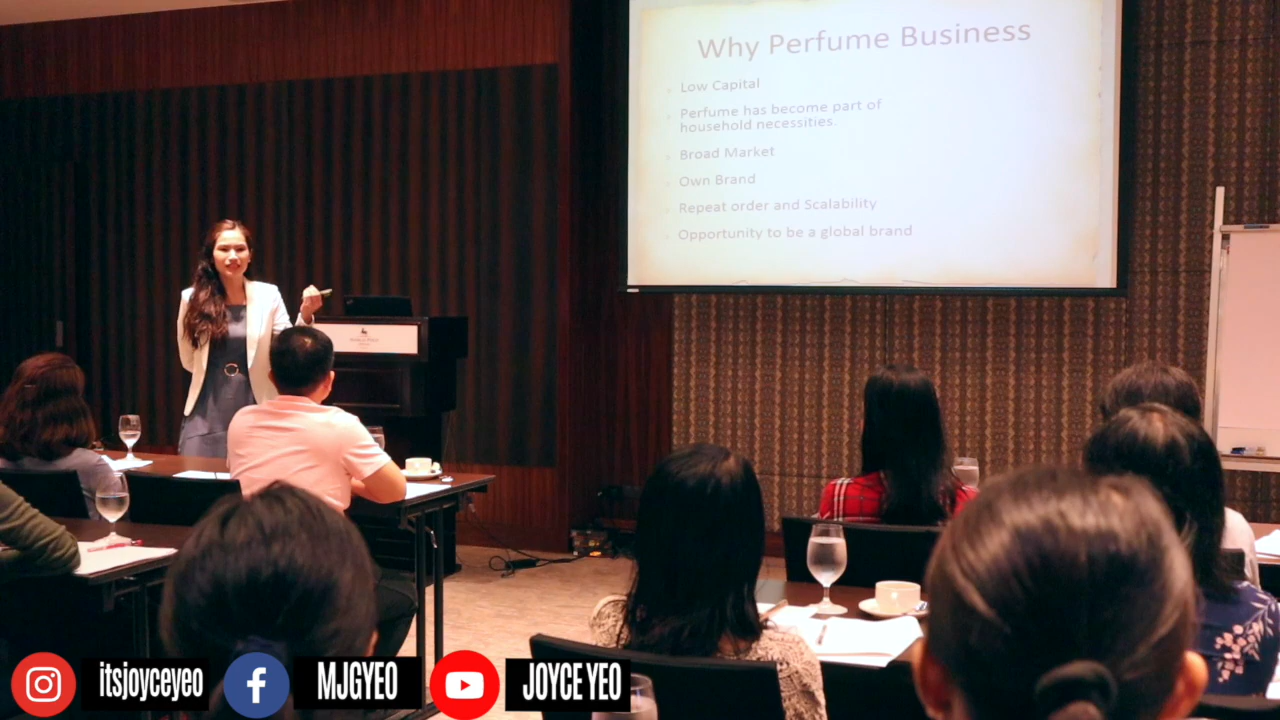 Why Perfume Business
Low Capital
Perfume has become part of
household necessities.
Broad Market
Own Brand
Repeat order and Scalability
Opportunity to be a global brand
itsjoyceyeo
MJGYEO
JOYCE YEO